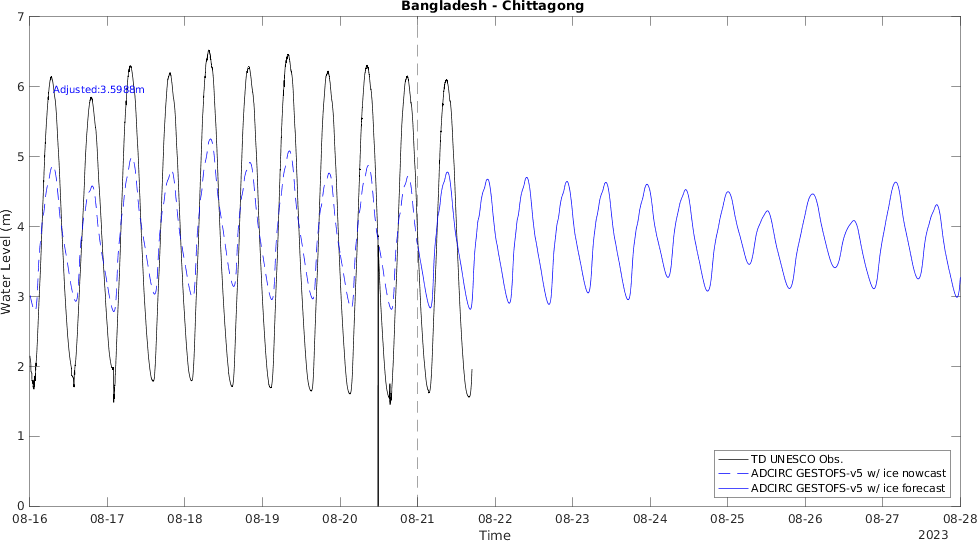 Bangladesh - Chittagong
Water Level (m)
7
6
5
4
3
2
1
0
Adjusted:3.5988m
TD UNESCO Obs.
ADCIRC GESTOFS-v5 w/ ice nowcast
ADCIRC GESTOFS-v5 w/ ice forecast
08-16 08-17 08-18 08-19 08-20 08-21 08-22 08-23 08-24 08-25 08-26 08-27 08-28
Time
2023